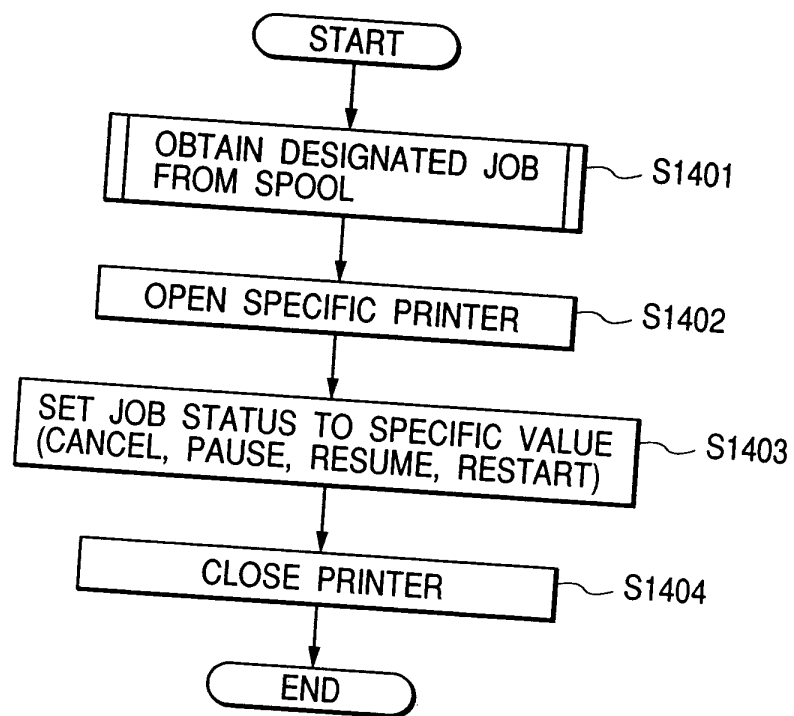 START
OBTAIN DESIGNATED JOB
FROM SPOOL
S1401
OPEN SPECIFIC PRINTER
S1402
SET JOB STATUS TO SPECIFIC VALUE
(CANCEL, PAUSE, RESUME, RESTART)
S1403
CLOSE PRINTER
S1404
END